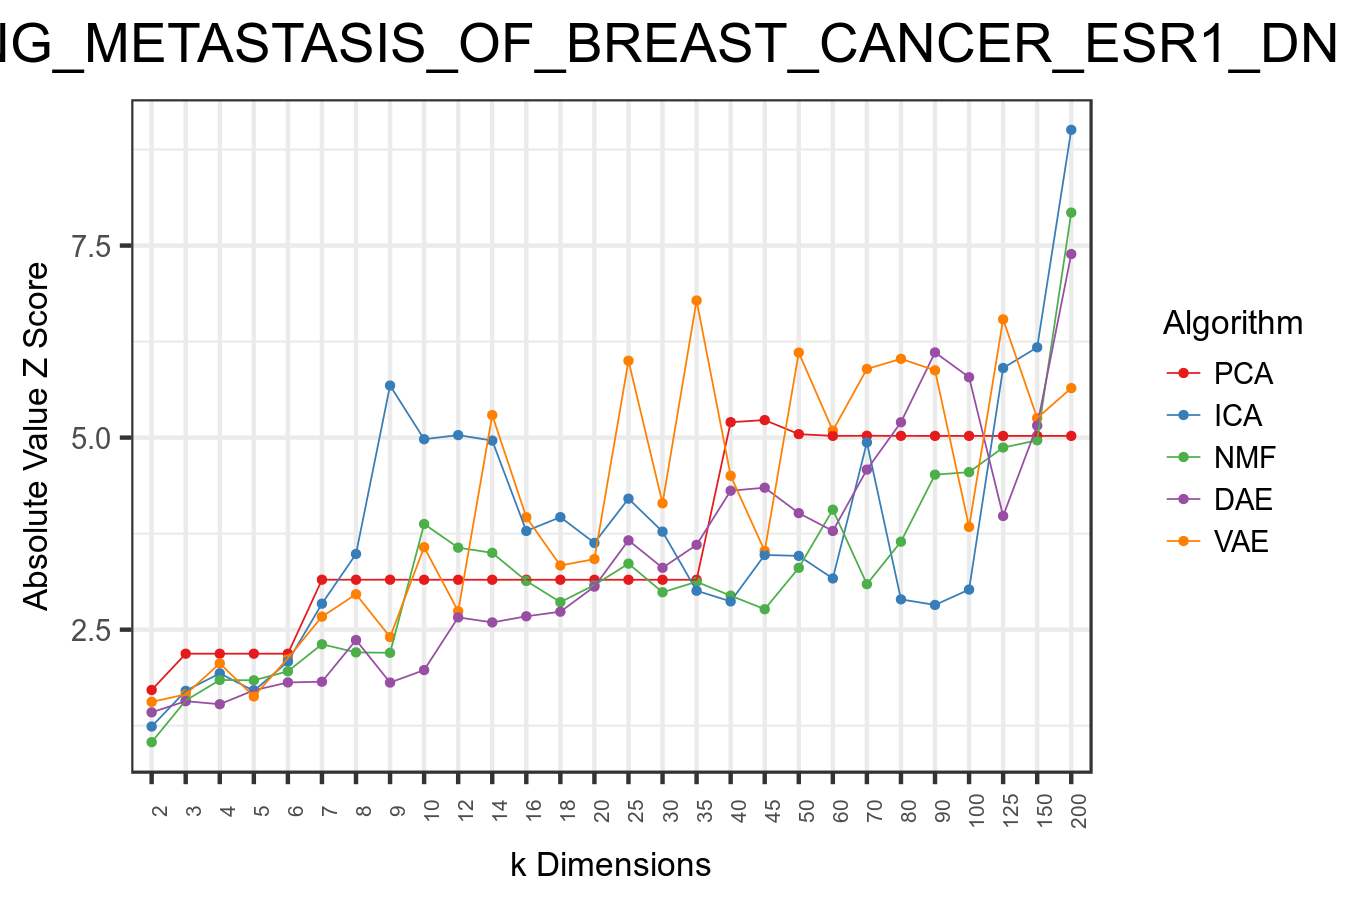 NG_METASTASIS_OF_BREAST_CANCER_ESR1_DN
7.5
5.0
2.5
Absolute Value Z Score
2 3 4 5 6 7 8 9 10 12 14 16 18 20 25 30 35 40 45 50 60 70 80 90 100 125 150 200
k Dimensions
Algorithm
PCA
ICA
NMF
DAE
VAE